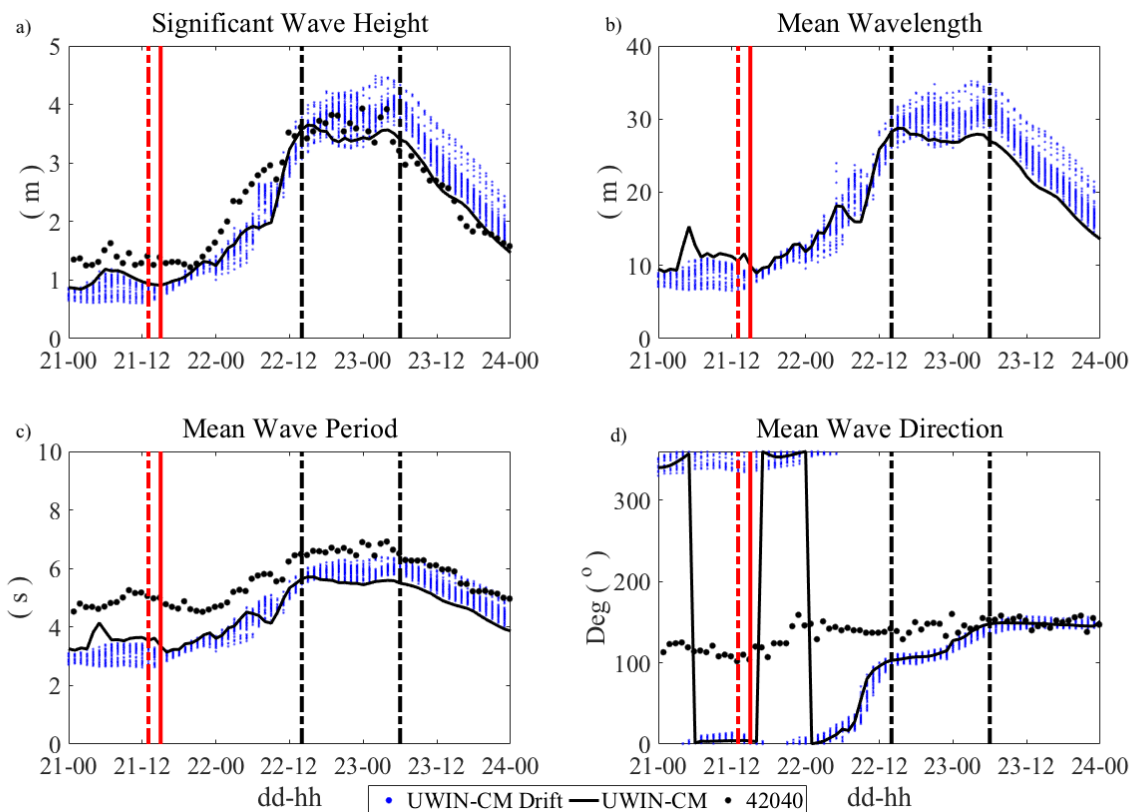 a) Significant Wave Height
( m )
5
4
3
2
1
0
21-00 21-12 22-00 22-12 23-00 23-12 24-00
b) Mean Wavelength
( m )
40
30
20
10
0
21-00 21-12 22-00 22-12 23-00 23-12 24-00
c) Mean Wave Period
( s )
10
8
6
4
2
0
21-00 21-12 22-00 22-12 23-00 23-12 24-00
dd-hh
d) Mean Wave Direction
Deg ( º )
300
200
100
0
21-00 21-12 22-00 22-12 23-00 23-12 24-00
dd-hh
UWIN-CM Drift UWIN-CM 42040